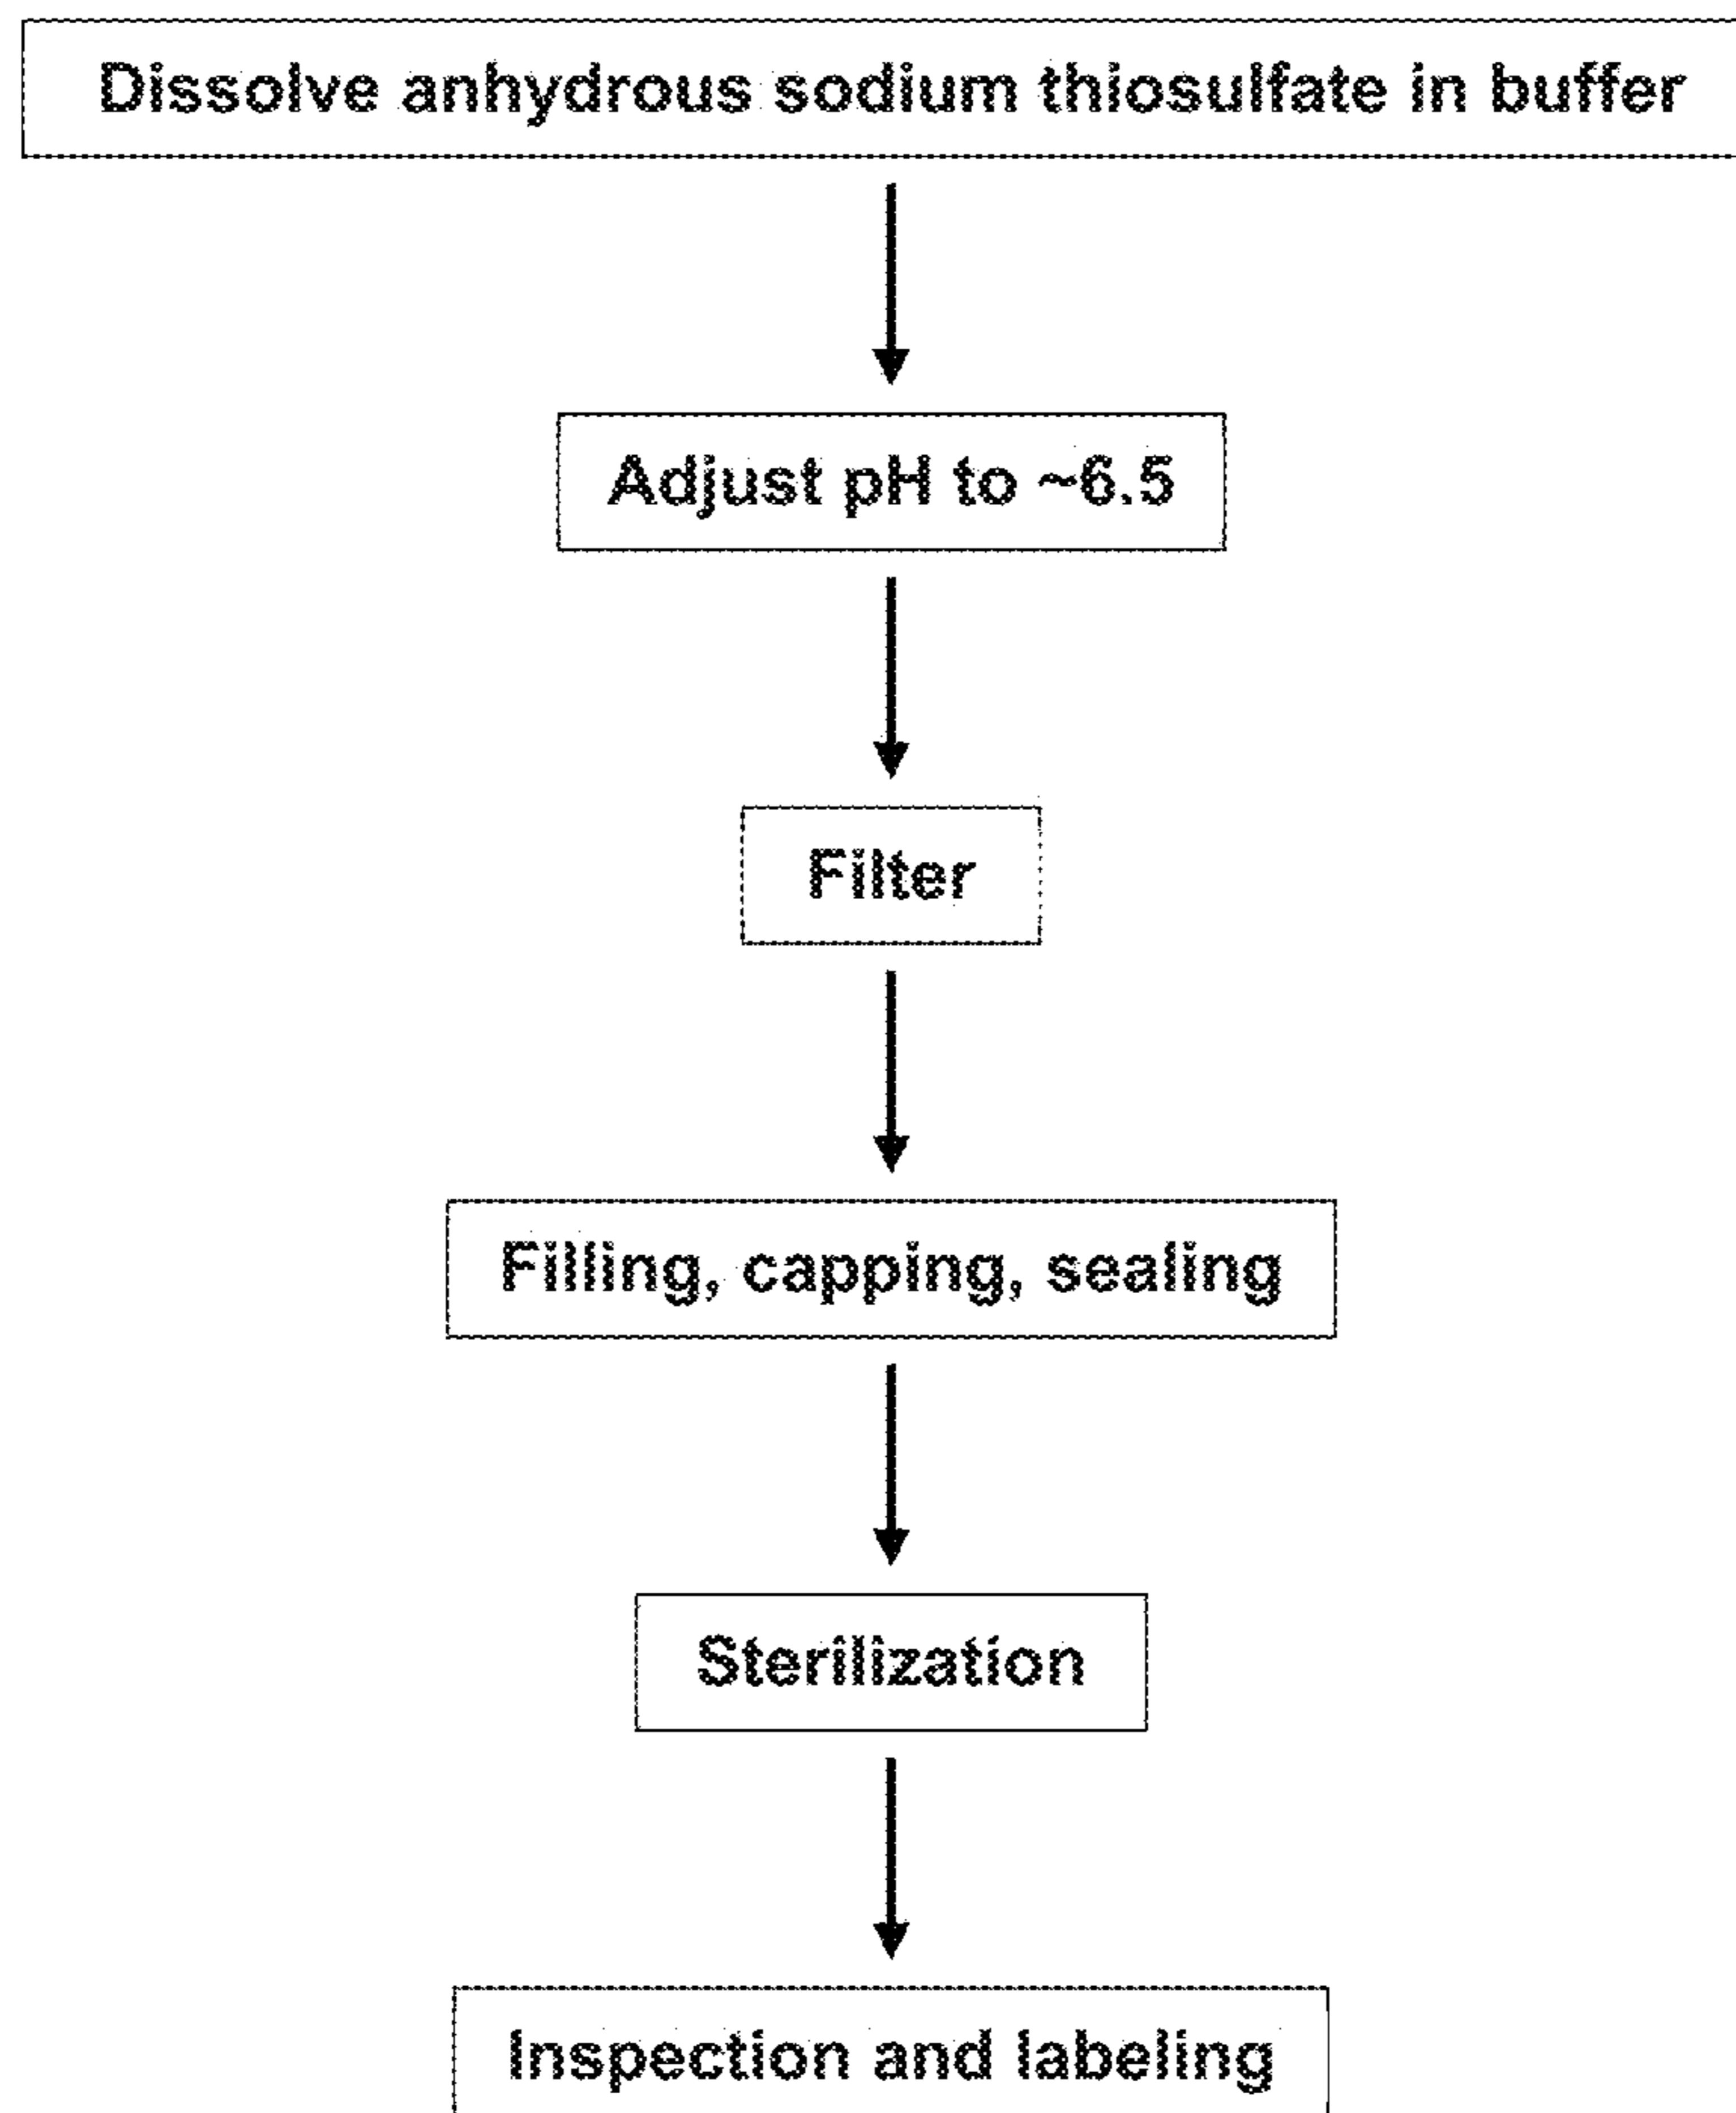 Dissolve anhydrous sodium thiosulfate in buffer
Adjust pH to ~6.5
Filter
Filling, capping, sealing
Sterilization
Inspection and labeling